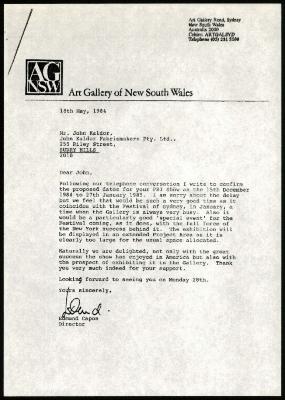 Art Gallery Road, Sydney
New South Wales
Australia 2000
Cables: ARTGALSYD
Telephone (02) 221 2100
AG
NSW
Art Gallery of New South Wales
18th May, 1984
Mr. John Kaldor,
John Kaldor Fabricmakers Pty. Ltd.,
255 Riley Street,
SURRY HILLS
2010
Dear John,
Following our telephone conversation I write to confirm
the proposed dates for your PRJ show as the 15th December
1984 to 27th January 1985. I am sorry about the delay
but we feel that would be such a very good time as it
coincides with the Festival of Sydney, in January, a
time when the Gallery is always very busy. Also it
would be a particularly good 'special event' for the
Festival coming, as it does, with the full force of
the New York success behind it. The exhibition will
be displayed in an extended Project Area as it is
clearly too large for the usual space allocated.
Naturally we are delighted, not only with the great
success the show has enjoyed in America but also with
the prospect of exhibiting it in the Gallery. Thank
you very much indeed for your support.
Looking forward to seeing you on Monday 28th.
Yours sincerely,
Edmund Capon
Director